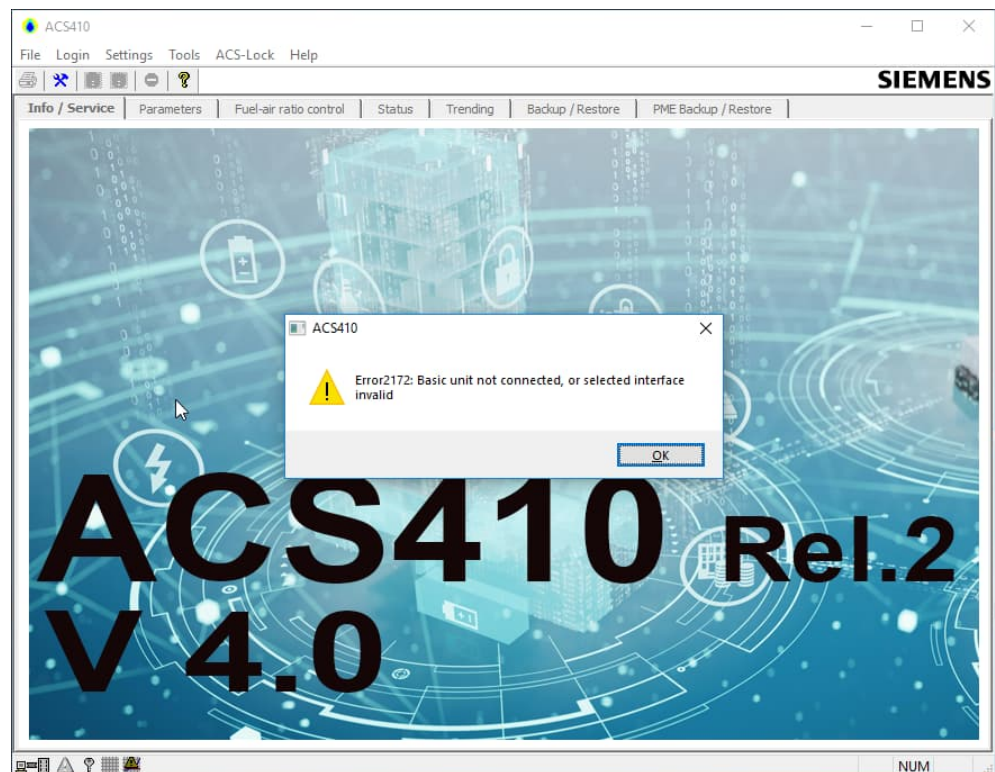 ACS410
File Login Settings Tools ACS-Lock Help
SIEMENS
Info / Service Parameters Fuel-air ratio control Status Trending Backup / Restore PME Backup / Restore
ACS410
Error2172: Basic unit not connected, or selected interface
invalid
OK
ACS410 Rel.2
V 4.0
NUM